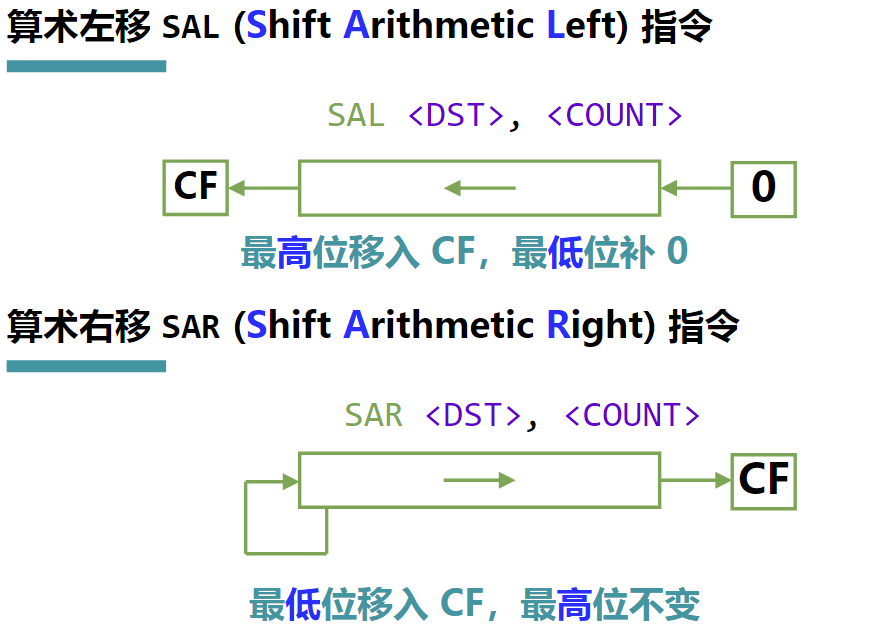 算术左移 SAL (Shift Arithmetic Left) 指令
SAL <DST>, <COUNT>
CF 0
最高位移入 CF，最低位补 0
算术右移 SAR (Shift Arithmetic Right) 指令
SAR <DST>, <COUNT>
CF
最低位移入 CF，最高位不变